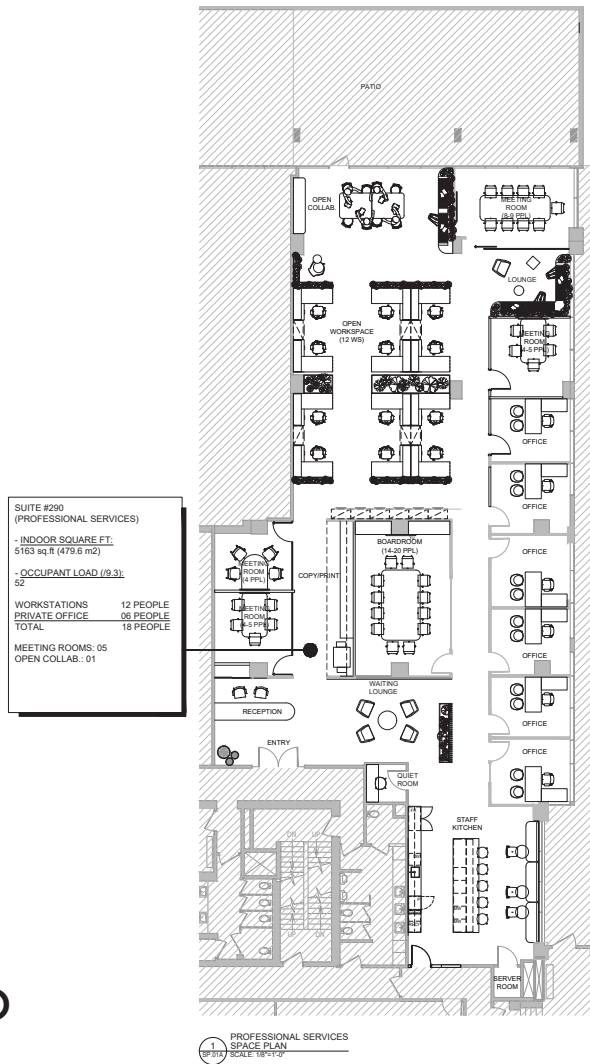 PATIO
OPEN
COLLAB.
MEETING
ROOM
(8-9 PPL)
LOUNGE
OPEN
WORKSPACE
(12 WS)
MEETING
ROOM
(4-5 PPL)
OFFICE
OFFICE
SUITE #290
(PROFESSIONAL SERVICES)
- INDOOR SQUARE FT:
5163 sq.ft (479.6 m2)
- OCCUPANT LOAD (/9.3):
52
WORKSTATIONS 12 PEOPLE
PRIVATE OFFICE 06 PEOPLE
TOTAL 18 PEOPLE
MEETING ROOMS: 05
OPEN COLLAB.: 01
BOARDROOM
(14-20 PPL)
OFFICE
MEETING
ROOM
(4 PPL)
COPY/PRINT
OFFICE
MEETING
ROOM
(4-5 PPL)
WAITING
LOUNGE
RECEPTION
OFFICE
ENTRY
OFFICE
QUIET
ROOM
STAFF
KITCHEN
DN UP
UP DN
SERVER
ROOM
1
SP.01A
PROFESSIONAL SERVICES
SPACE PLAN
SCALE: 1/8"=1'-0"